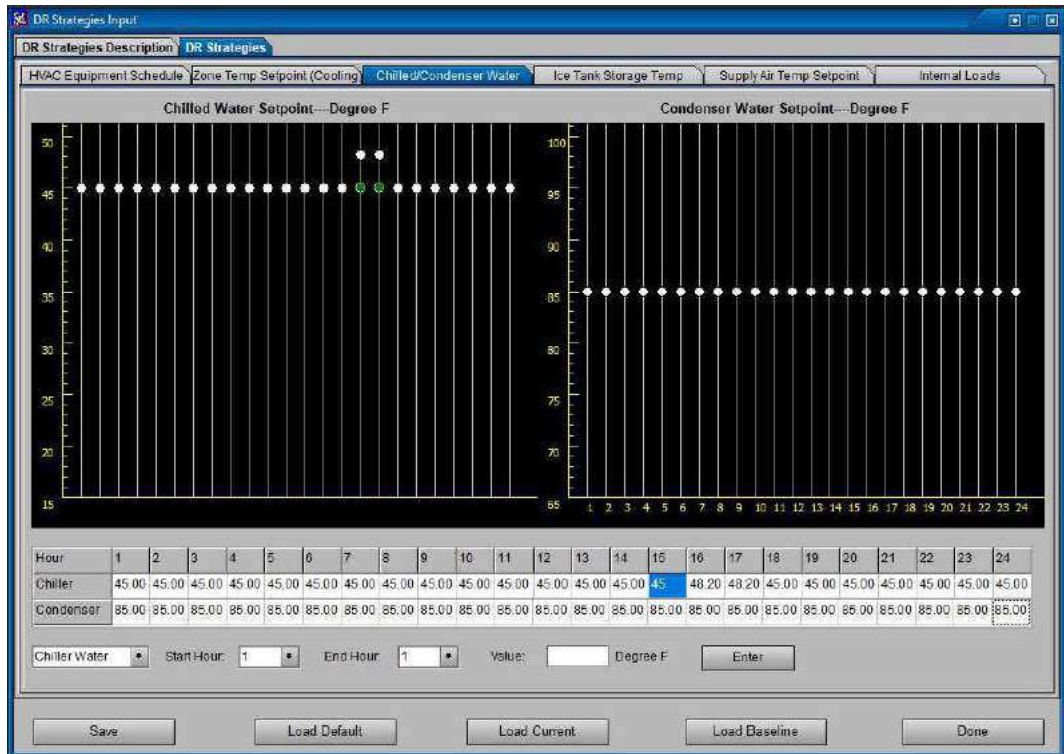 DR Strategies Input
DR Strategies Description DR Strategies
HVAC Equipment Schedule Zone Temp Setpoint (Cooling) Chilled/Condenser Water Ice Tank Storage Temp Supply Air Temp Setpoint Internal Loads
Chilled Water Setpoint---Degree F
50
45
40
35
30
25
20
15
Condenser Water Setpoint---Degree F
100
95
90
85
80
75
70
65
1 2 3 4 5 6 7 8 9 10 11 12 13 14 15 16 17 18 19 20 21 22 23 24
Hour 1 2 3 4 5 6 7 8 9 10 11 12 13 14 15 16 17 18 19 20 21 22 23 24
Chiller 45.00 45.00 45.00 45.00 45.00 45.00 45.00 45.00 45.00 45.00 45.00 45.00 45.00 45.00 45 48.20 48.20 45.00 45.00 45.00 45.00 45.00 45.00 45.00
Condenser 85.00 85.00 85.00 85.00 85.00 85.00 85.00 85.00 85.00 85.00 85.00 85.00 85.00 85.00 85.00 85.00 85.00 85.00 85.00 85.00 85.00 85.00 85.00 85.00
Chiller Water Start Hour: 1 End Hour: 1 Value: Degree F Enter
Save Load Default Load Current Load Baseline Done